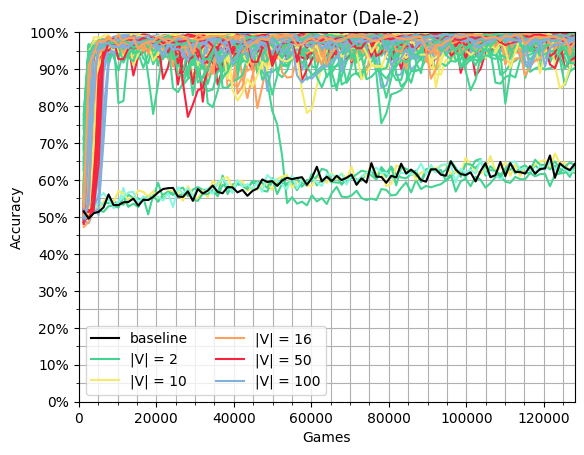 Discriminator (Dale-2)
100%
90%
80%
70%
60%
50%
40%
30%
20%
10%
0%
Accuracy
baseline
|V| = 2
|V| = 10
|V| = 16
|V| = 50
|V| = 100
0 20000 40000 60000 80000 100000 120000
Games